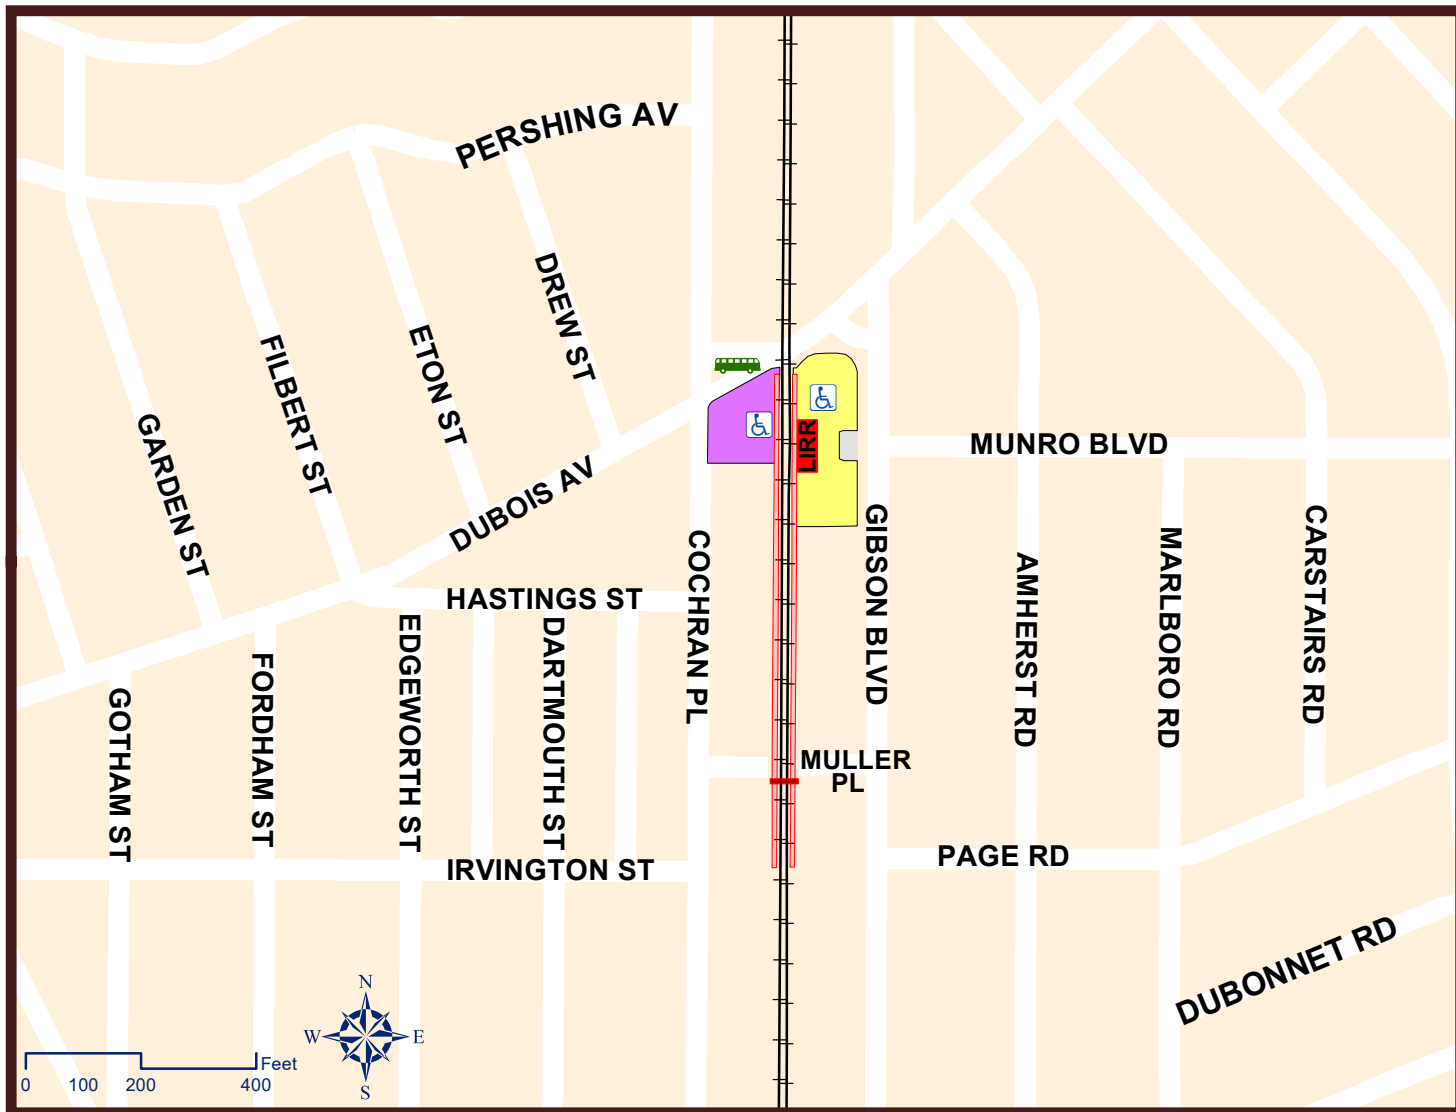 PERSHING AV
DREW ST
ETON ST
FILBERT ST
GARDEN ST
DUBOIS AV
LIRR
MUNRO BLVD
HASTINGS ST
COCHRAN PL
GIBSON BLVD
AMHERST RD
MARLBORO RD
CARSTAIRS RD
GOTHAM ST
FORDHAM ST
EDGEWORTH ST
DARTMOUTH ST
MULLER
PL
IRVINGTON ST
PAGE RD
DUBONNET RD
N
W E
S
Feet
0 100 200 400